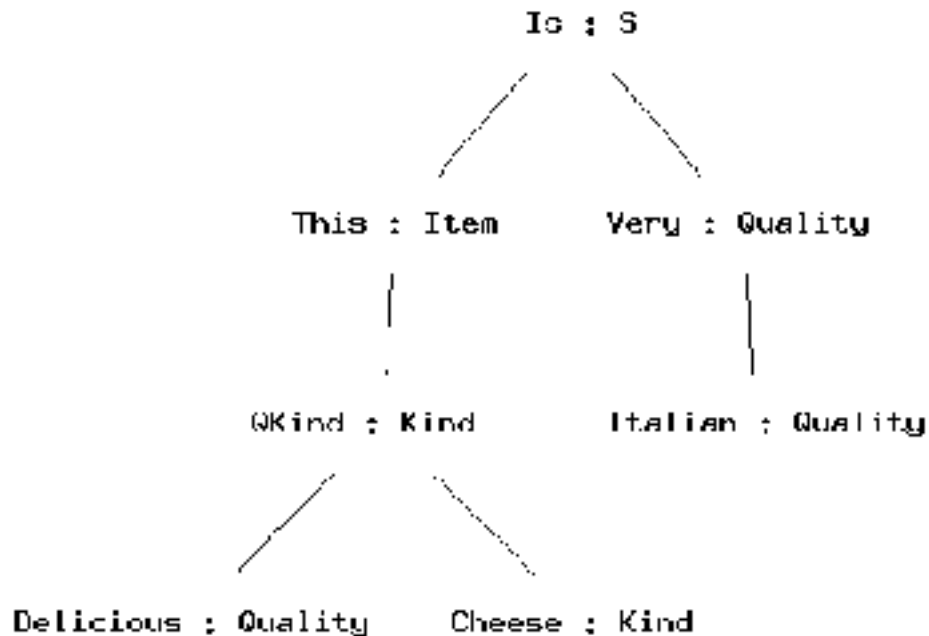 Is : S
This : Item Very : Quality
QKind : Kind Italian : Quality
Delicious : Quality Cheese : Kind